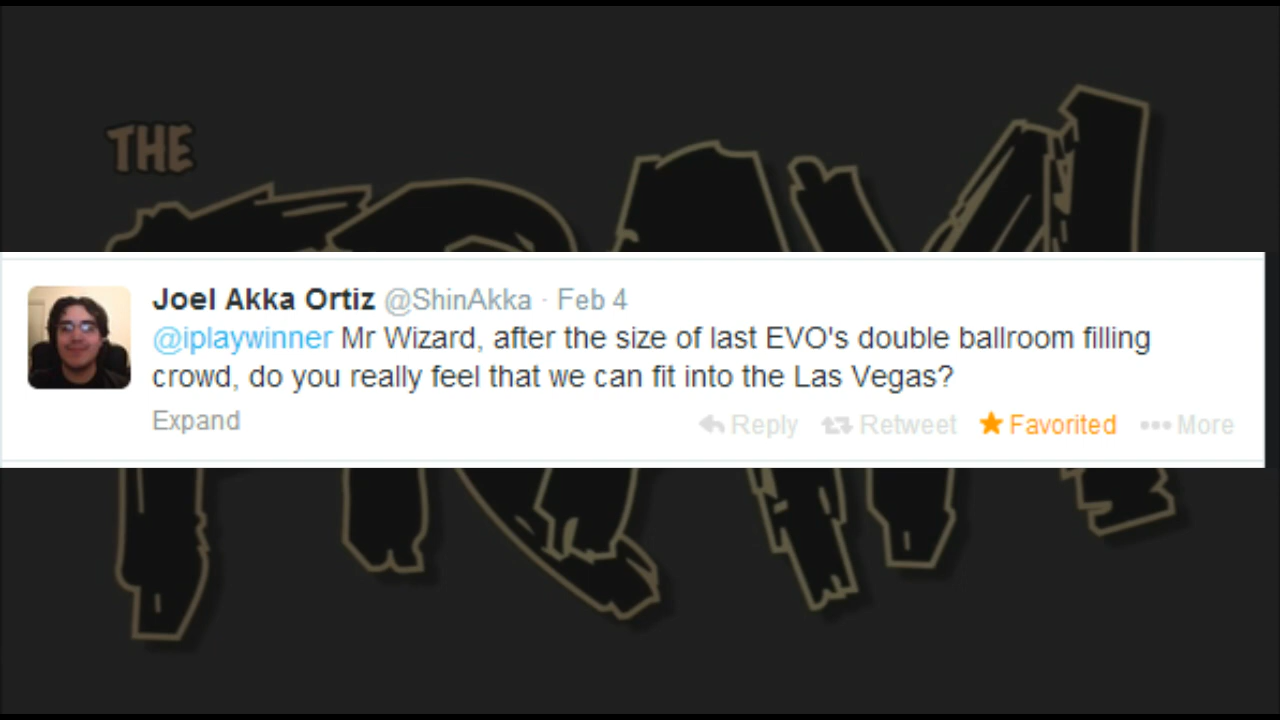 THE
Joel Akka Ortiz @ShinAkka · Feb 4
@iplaywinner Mr Wizard, after the size of last EVO's double ballroom filling
crowd, do you really feel that we can fit into the Las Vegas?
Expand
Reply Retweet Favorited More